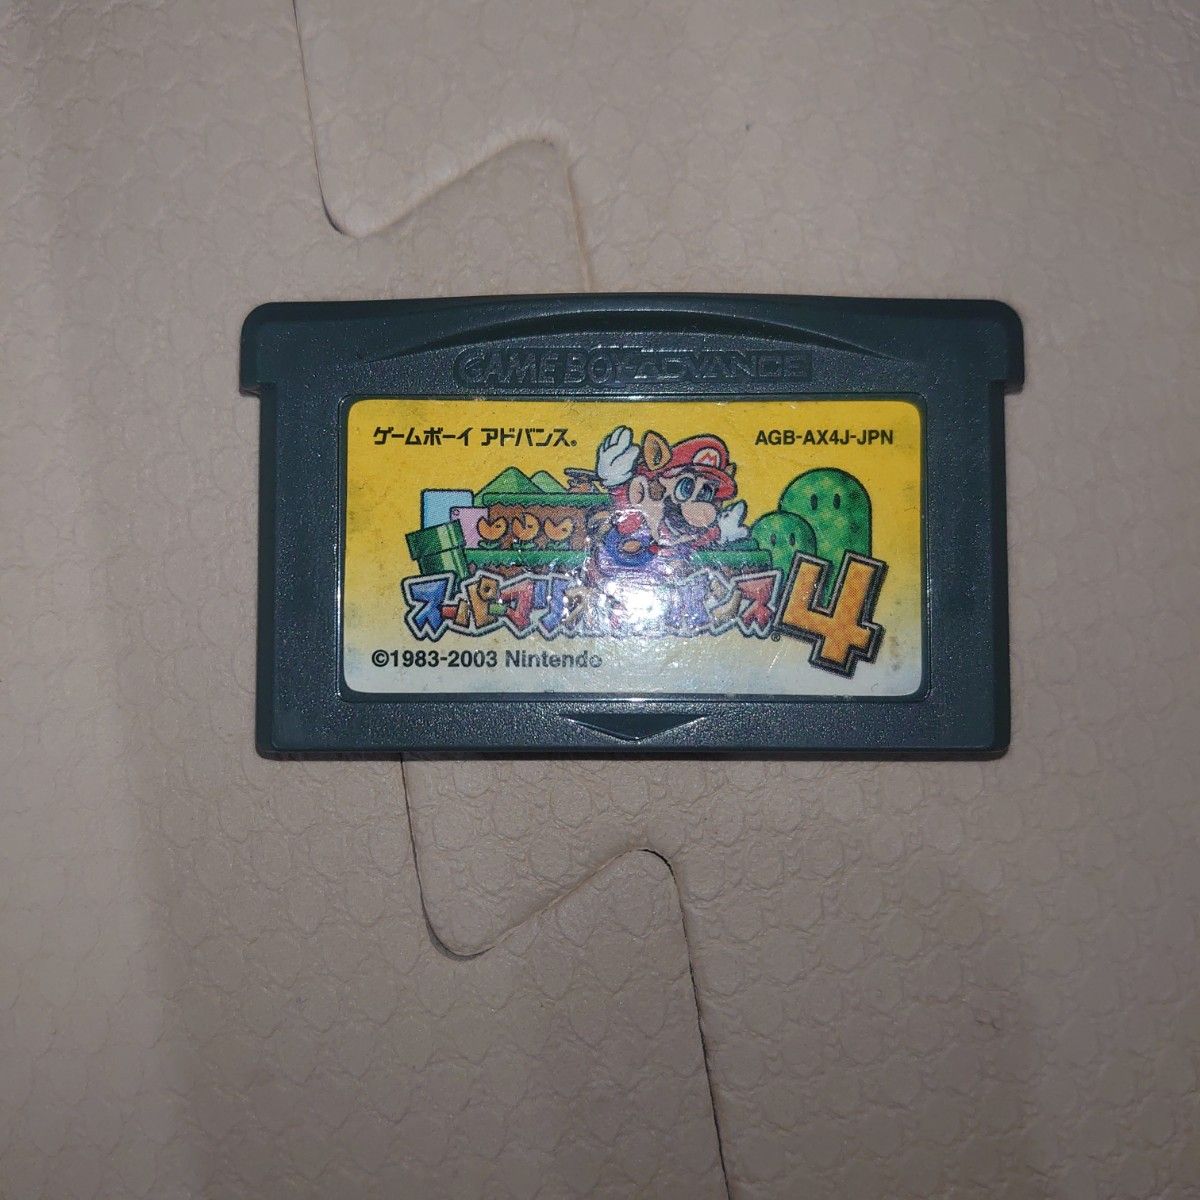 GAME BOY ADVANCE
ゲームボーイ アドバンス® AGB-AX4J-JPN
M
スーパーマリオアドバンス®4
©1983-2003 Nintendo